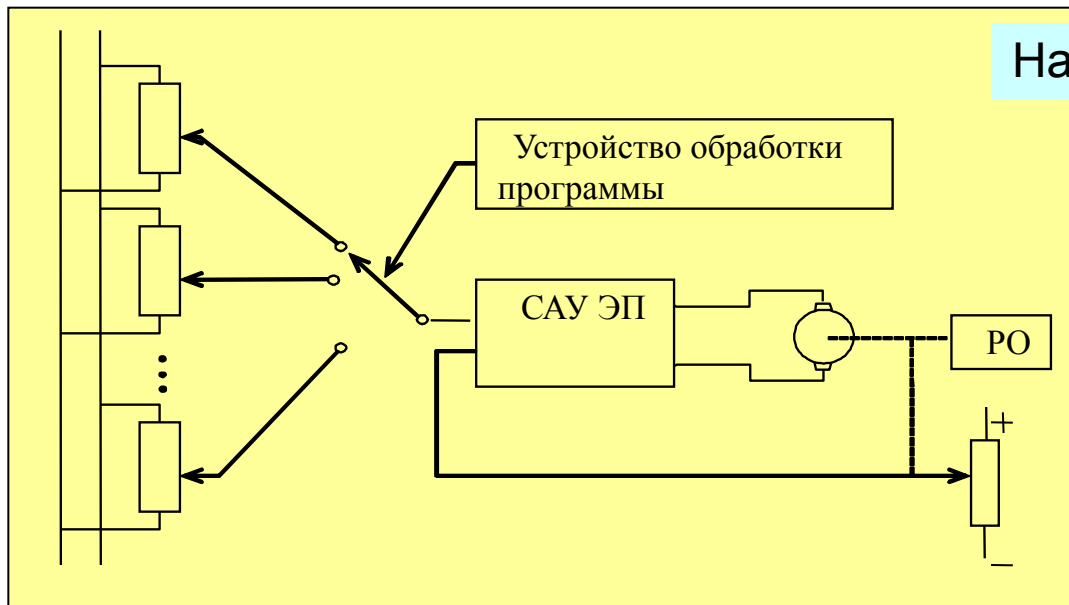 На
Устройство обработки
программы
САУ ЭП
РО
+
–